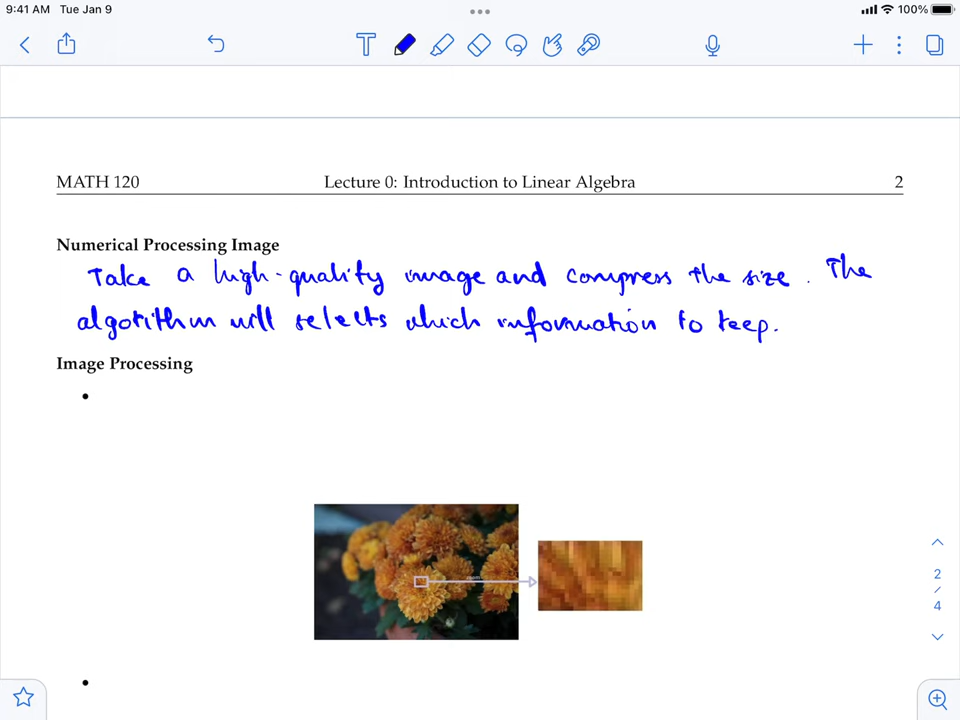 9:41 AM Tue Jan 9
100%
MATH 120 Lecture 0: Introduction to Linear Algebra 2
Numerical Processing Image
Take a high-quality image and compress the size. The
algorithm will selects which information to keep.
Image Processing
•
2
/
4
•